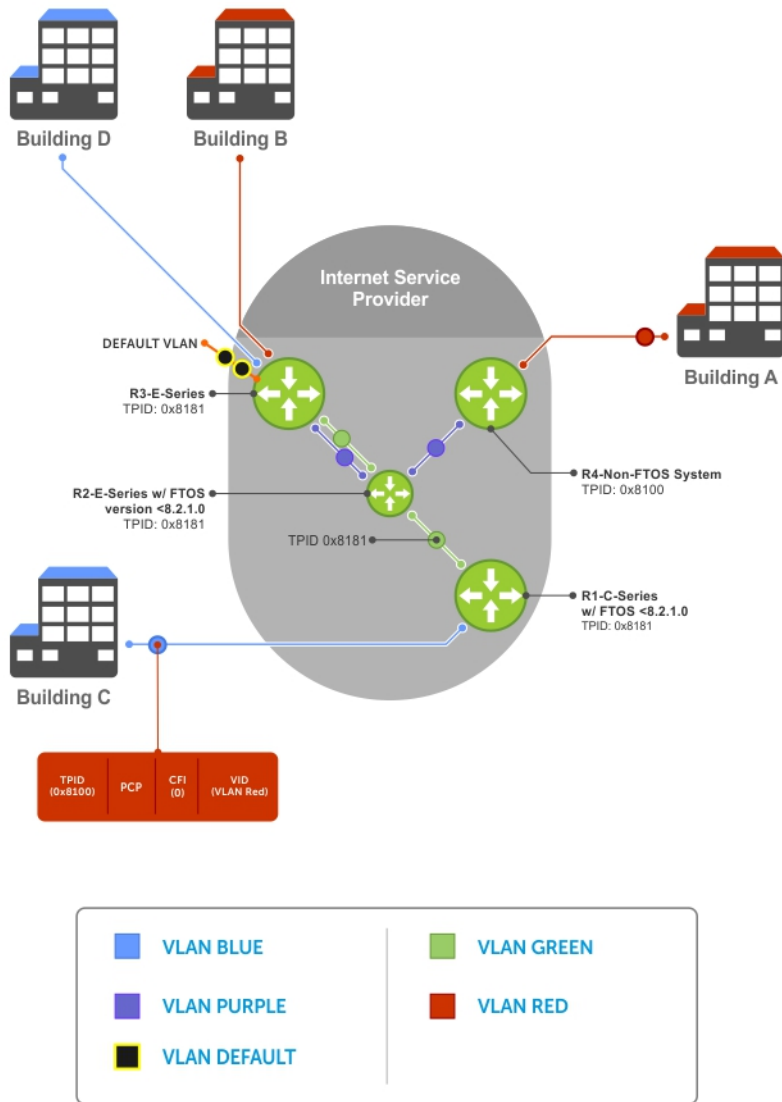 Building D
Building B
Internet Service
Provider
Building A
DEFAULT VLAN
R3-E-Series
TPID: 0x8181
R4-Non-FTOS System
TPID: 0x8100
R2-E-Series w/ FTOS
version <8.2.1.0
TPID: 0x8181
TPID 0x8181
R1-C-Series
w/ FTOS <8.2.1.0
TPID: 0x8181
Building C
TPID
(0x8100)
PCP
CFI
(0)
VID
(VLAN Red)
VLAN BLUE
VLAN GREEN
VLAN PURPLE
VLAN RED
VLAN DEFAULT